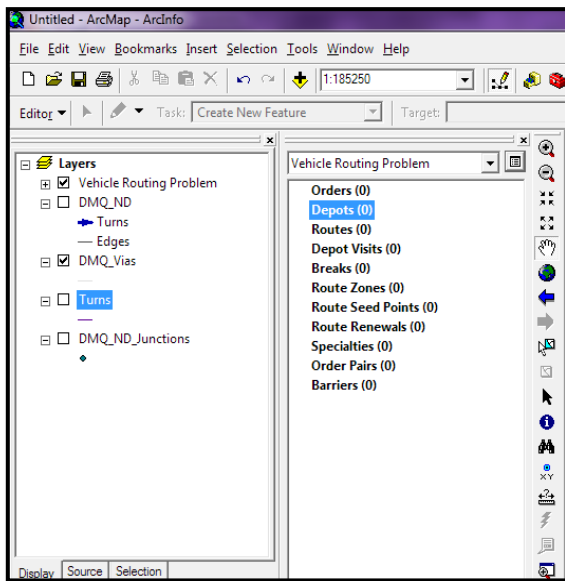 Untitled - ArcMap - ArcInfo
File Edit View Bookmarks Insert Selection Tools Window Help
1:185250
Editor Task: Create New Feature Target:
Layers
Vehicle Routing Problem
DMQ_ND
Turns
Edges
DMQ_Vias
Turns
DMQ_ND_Junctions
Display Source Selection
Vehicle Routing Problem
Orders (0)
Depots (0)
Routes (0)
Depot Visits (0)
Breaks (0)
Route Zones (0)
Route Seed Points (0)
Route Renewals (0)
Specialties (0)
Order Pairs (0)
Barriers (0)
XY